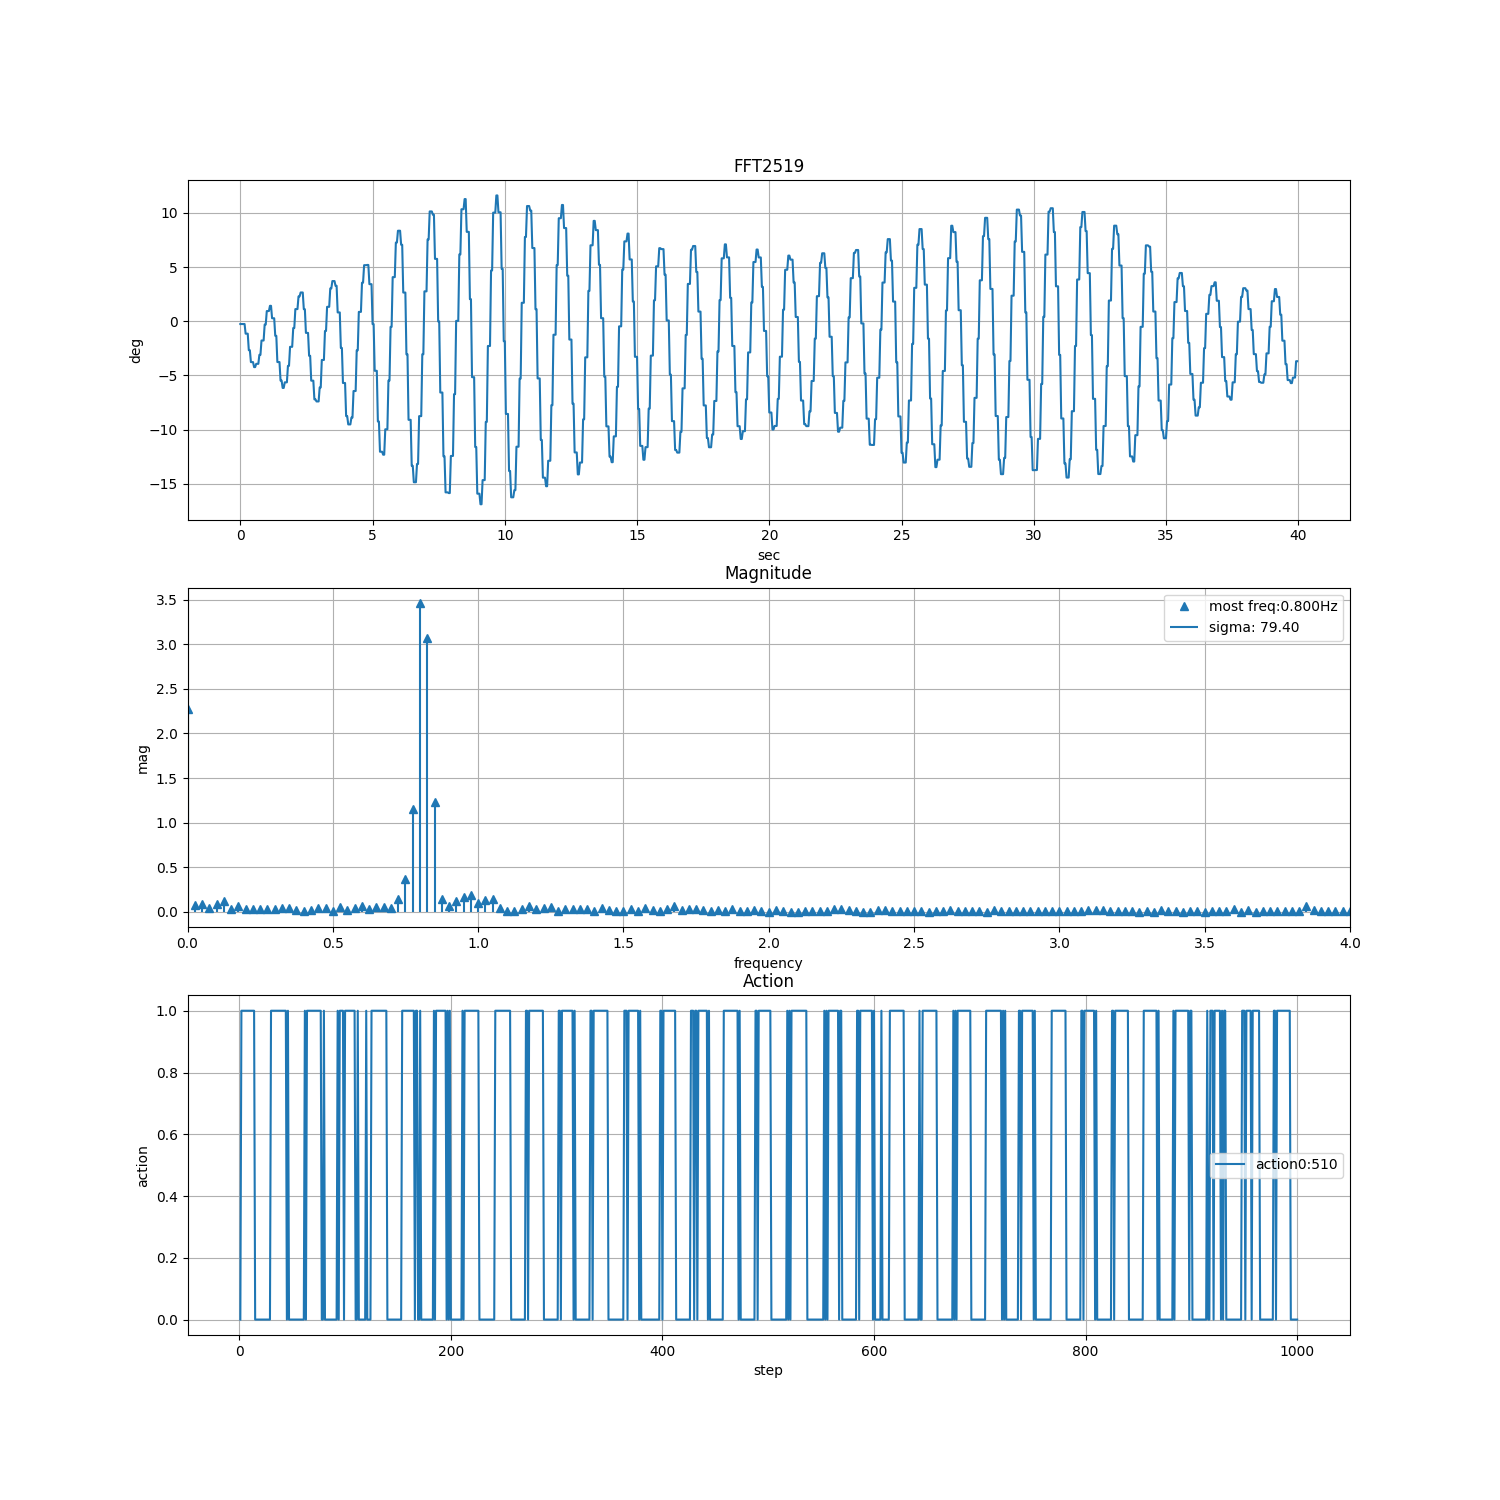 FFT2519
10
5
0
−5
−10
−15
deg
0 5 10 15 20 25 30 35 40
sec
Magnitude
3.5
3.0
2.5
2.0
1.5
1.0
0.5
0.0
mag
most freq:0.800Hz
sigma: 79.40
0.0 0.5 1.0 1.5 2.0 2.5 3.0 3.5 4.0
frequency
Action
1.0
0.8
0.6
0.4
0.2
0.0
action
action0:510
0 200 400 600 800 1000
step